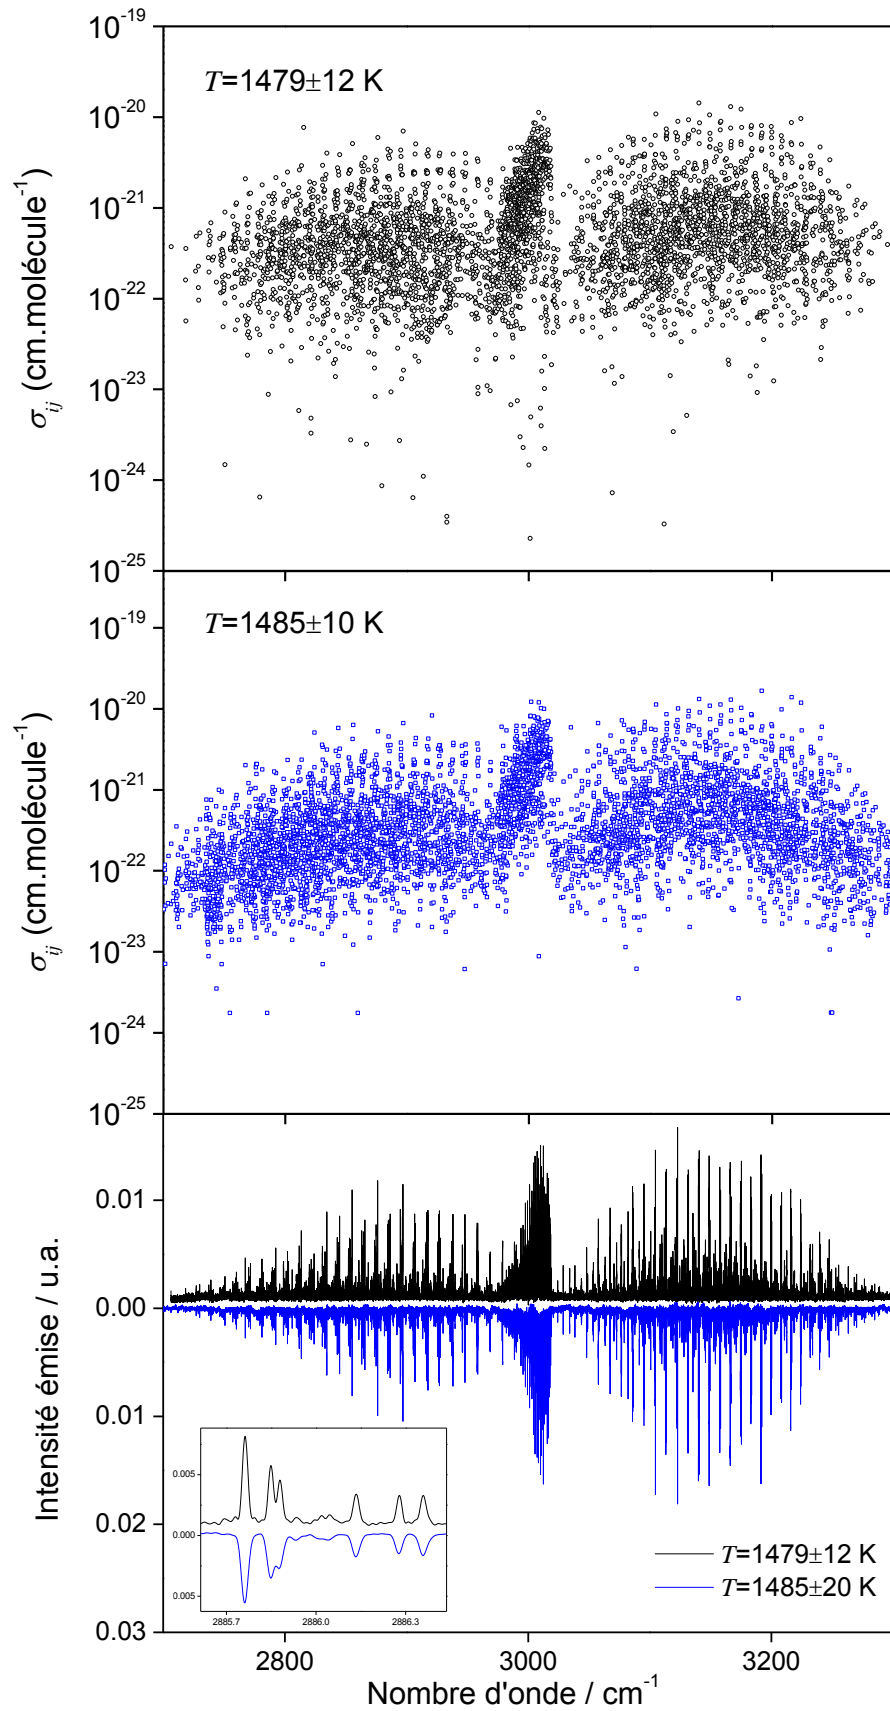 10⁻¹⁹
T=1479±12 K
10⁻²⁰
10⁻²¹
10⁻²²
10⁻²³
10⁻²⁴
10⁻²⁵
σij (cm.molécule⁻¹)
10⁻¹⁹
T=1485±10 K
10⁻²⁰
10⁻²¹
10⁻²²
10⁻²³
10⁻²⁴
10⁻²⁵
σij (cm.molécule⁻¹)
0.01
0.00
0.01
0.02
0.03
Intensité émise / u.a.
0.005
0.000
0.005
2885.7 2886.0 2886.3
T=1479±12 K
T=1485±20 K
2800 3000 3200
Nombre d'onde / cm⁻¹